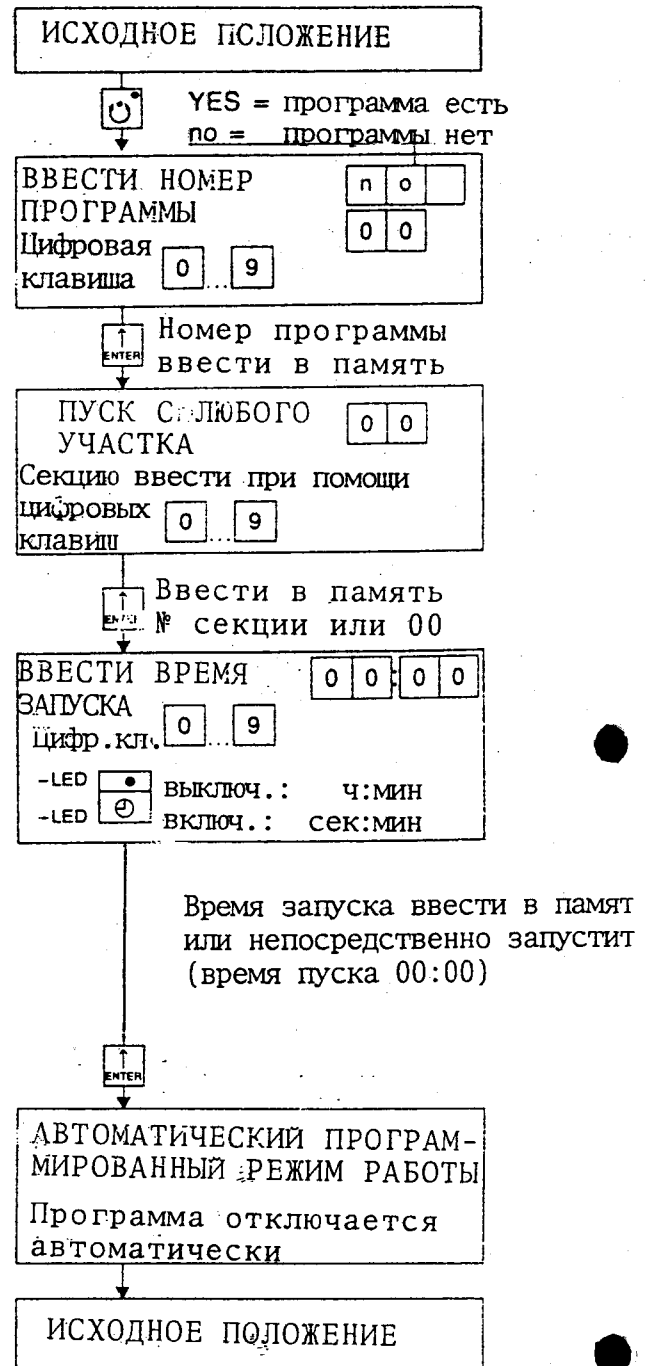 ИСХОДНОЕ ПОЛОЖЕНИЕ
YES = программа есть
no = программы нет
ВВЕСТИ НОМЕР
n o
ПРОГРАММЫ
0 0
Цифровая
клавиша 0 ... 9
ENTER
Номер программы
ввести в память
ПУСК С ЛЮБОГО
0 0
УЧАСТКА
Секцию ввести при помощи
цифровых
клавиш 0 ... 9
ENTER
Ввести в память
№ секции или 00
ВВЕСТИ ВРЕМЯ
0 0:0 0
ЗАПУСКА
Цифр.кл. 0 ... 9
-LED выключ.: ч:мин
-LED включ.: сек:мин
Время запуска ввести в памят
или непосредственно запустит
(время пуска 00:00)
ENTER
АВТОМАТИЧЕСКИЙ ПРОГРАМ-
МИРОВАННЫЙ РЕЖИМ РАБОТЫ
Программа отключается
автоматически
ИСХОДНОЕ ПОЛОЖЕНИЕ